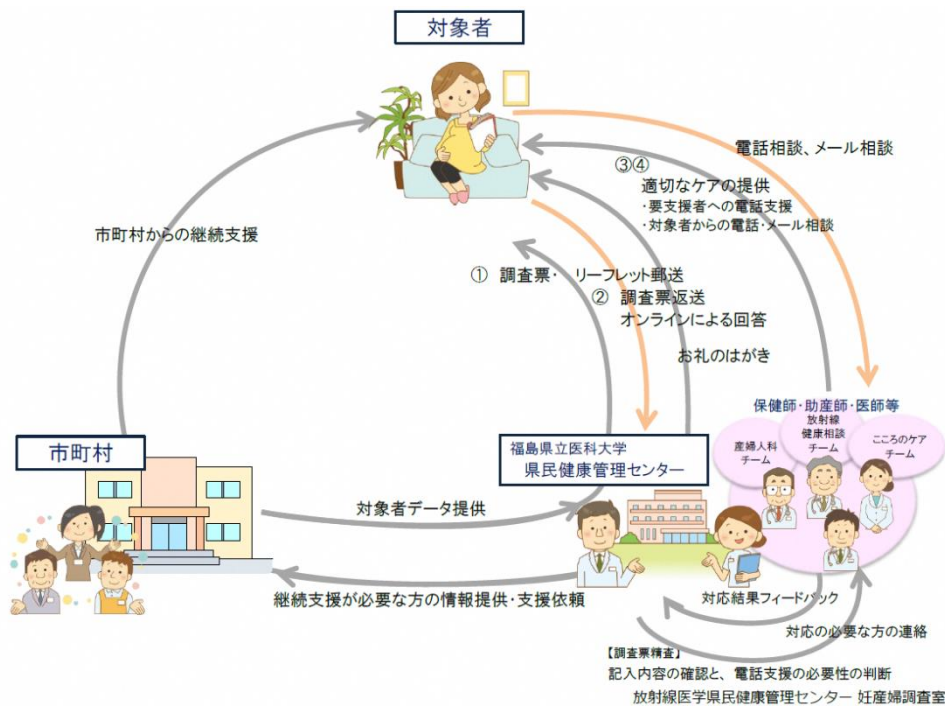 対象者
電話相談、メール相談
③④
適切なケアの提供
・要支援者への電話支援
・対象者からの電話・メール相談
市町村からの継続支援
① 調査票・ リーフレット郵送
② 調査票返送
オンラインによる回答
お礼のはがき
保健師・助産師・医師等
放射線
健康相談
チーム
産婦人科
チーム
こころのケア
チーム
市町村
福島県立医科大学
県民健康管理センター
対象者データ提供
継続支援が必要な方の情報提供・支援依頼
対応結果フィードバック
対応の必要な方の連絡
【調査票精査】
記入内容の確認と、電話支援の必要性の判断
放射線医学県民健康管理センター 妊産婦調査室